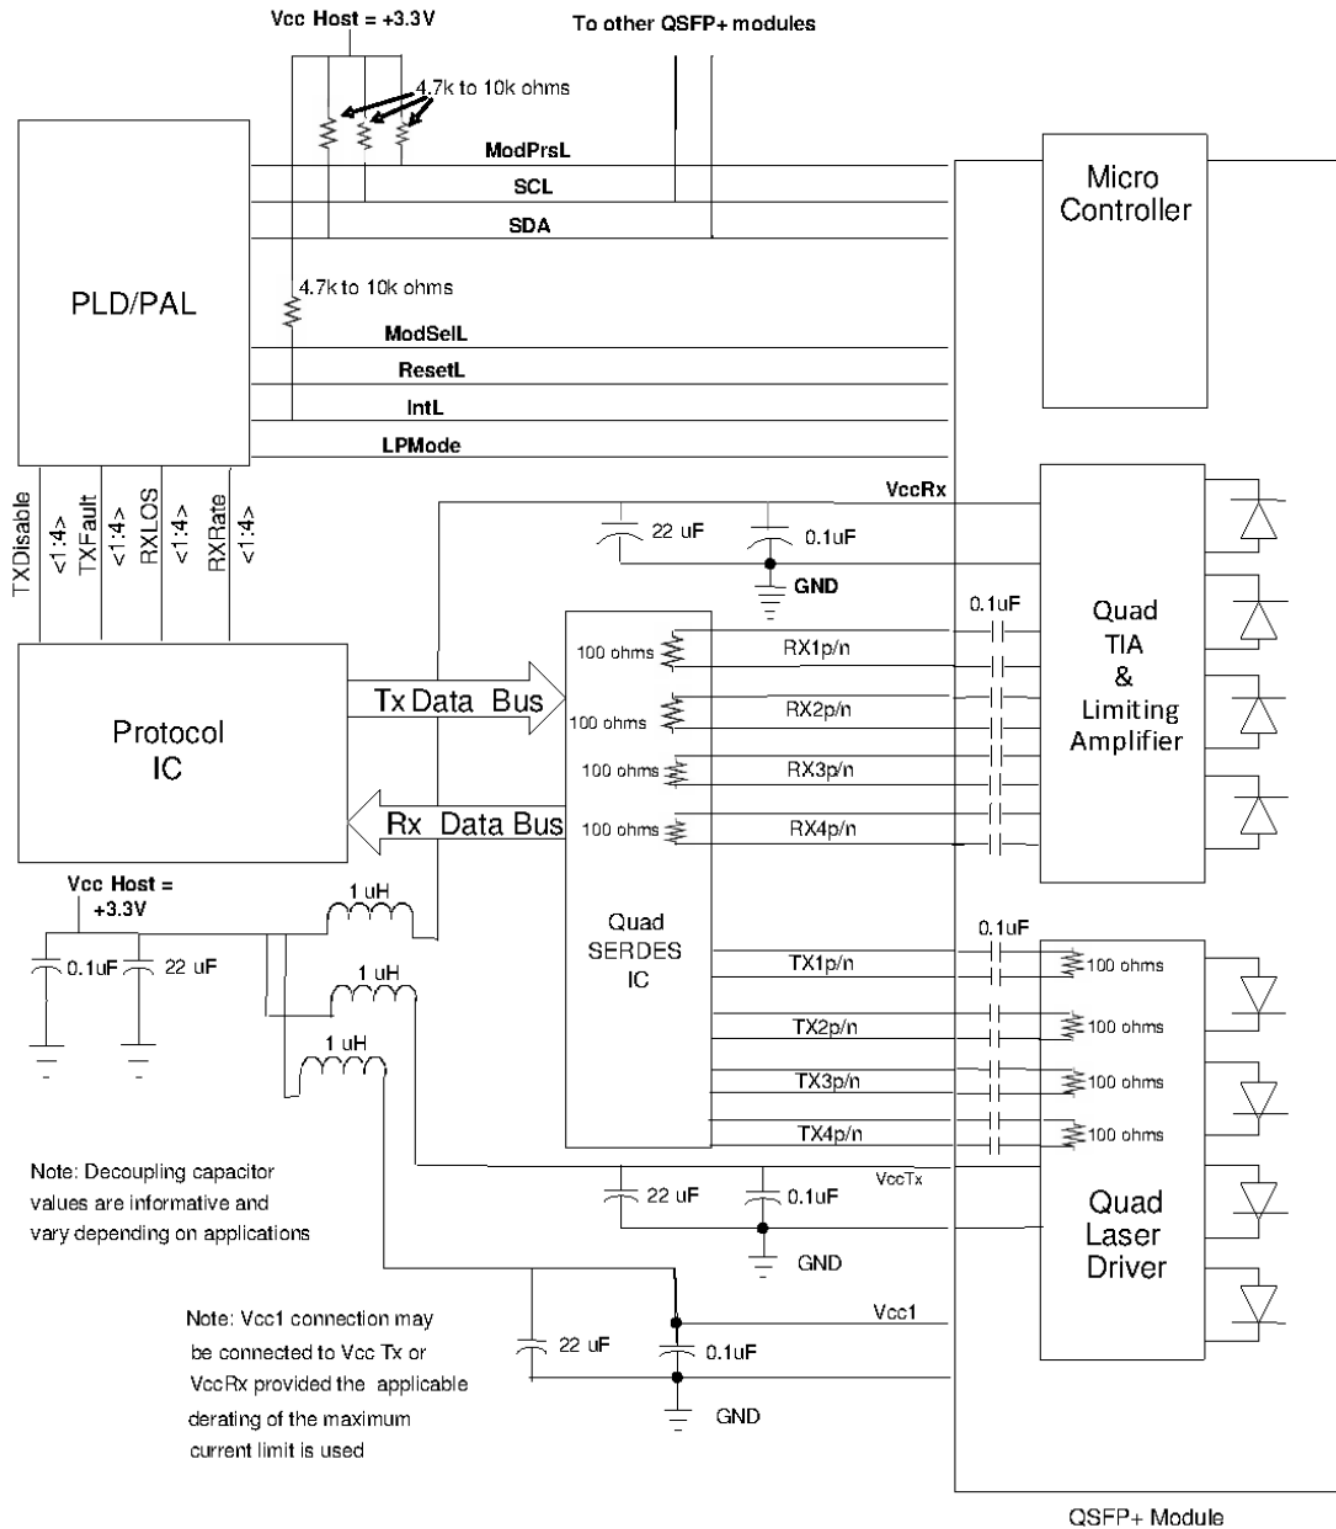 Vcc Host = +3.3V
To other QSFP+ modules
4.7k to 10k ohms
ModPrsL
SCL
SDA
Micro
Controller
PLD/PAL
4.7k to 10k ohms
ModSelL
ResetL
IntL
LPMode
TXDisable
<1:4>
TXFault
<1:4>
RXLOS
<1:4>
RXRate
<1:4>
VccRx
22 uF
0.1uF
GND
0.1uF
Quad
TIA
&
Limiting
Amplifier
100 ohms
RX1p/n
100 ohms
RX2p/n
100 ohms
RX3p/n
100 ohms
RX4p/n
Tx Data Bus
Rx Data Bus
Protocol
IC
Vcc Host =
+3.3V
0.1uF
22 uF
1 uH
1 uH
1 uH
Quad
SERDES
IC
0.1uF
TX1p/n
100 ohms
TX2p/n
100 ohms
TX3p/n
100 ohms
TX4p/n
100 ohms
VccTx
22 uF
0.1uF
GND
Quad
Laser
Driver
Note: Decoupling capacitor
values are informative and
vary depending on applications
Vcc1
22 uF
0.1uF
GND
Note: Vcc1 connection may
be connected to Vcc Tx or
VccRx provided the applicable
derating of the maximum
current limit is used
QSFP+ Module